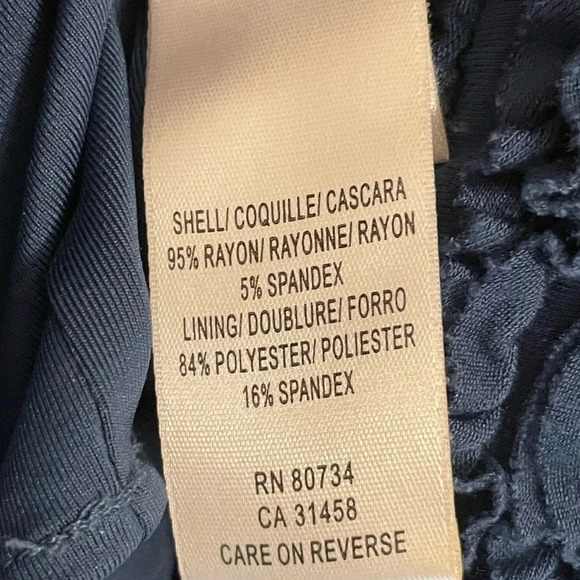 SHELL/ COQUILLE/ CASCARA
95% RAYON/ RAYONNE/ RAYON
5% SPANDEX
LINING/ DOUBLURE/ FORRO
84% POLYESTER/ POLIESTER
16% SPANDEX
RN 80734
CA 31458
CARE ON REVERSE